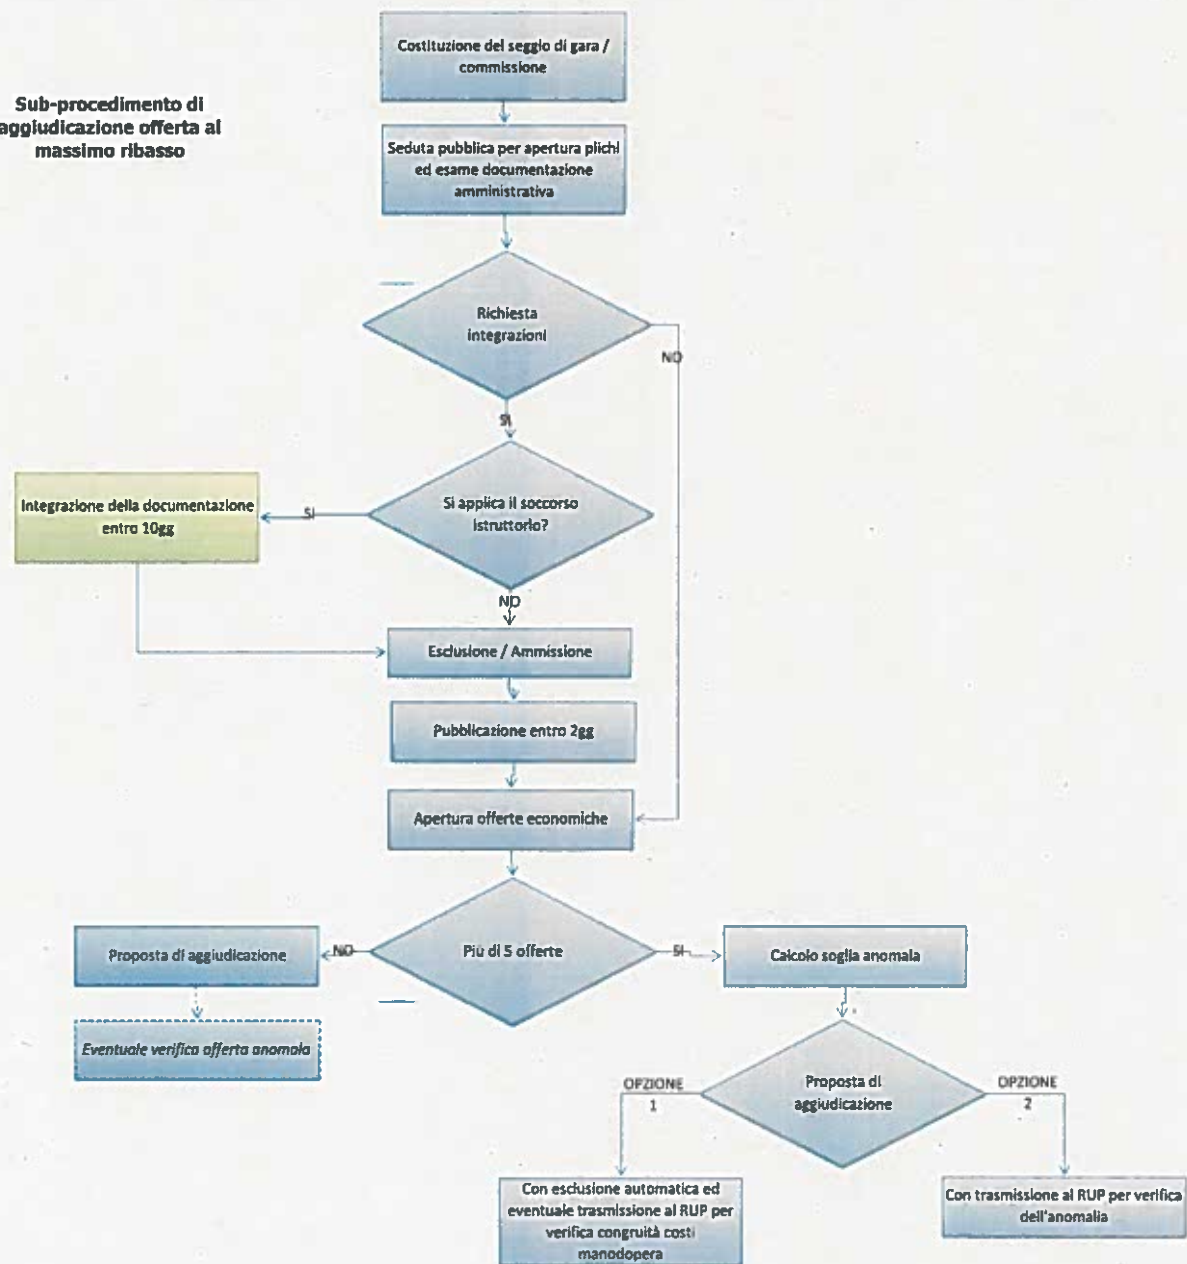 Sub-procedimento di
aggiudicazione offerta al
massimo ribasso
Costituzione del seggio di gara /
commissione
Seduta pubblica per apertura plichi
ed esame documentazione
amministrativa
Richiesta
integrazioni
NO
SI
Si applica il soccorso
istruttorio?
SI
Integrazione della documentazione
entro 10gg
NO
Esclusione / Ammissione
Pubblicazione entro 2gg
Apertura offerte economiche
Più di 5 offerte
NO
Proposta di aggiudicazione
Eventuale verifica offerta anomala
SI
Calcolo soglia anomala
Proposta di
aggiudicazione
OPZIONE
1
OPZIONE
2
Con esclusione automatica ed
eventuale trasmissione al RUP per
verifica congruità costi
manodopera
Con trasmissione al RUP per verifica
dell'anomalia